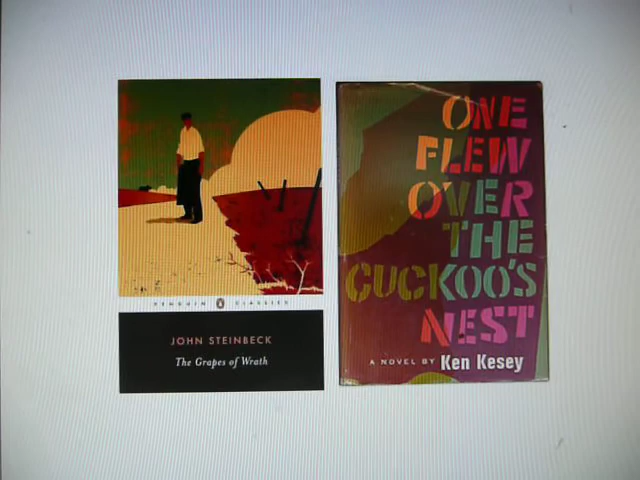 PENGUIN CLASSICS
JOHN STEINBECK
The Grapes of Wrath
ONE
FLEW
OVER
THE
CUCKOO'S
NEST
A NOVEL BY Ken Kesey